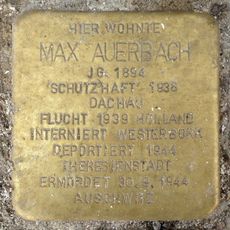 HIER WOHNTE
MAX AUERBACH
JG. 1894
'SCHUTZHAFT' 1938
DACHAU
FLUCHT 1939 HOLLAND
INTERNIERT WESTERBORK
DEPORTIERT 1944
THERESIENSTADT
ERMORDET 30.9.1944
AUSCHWITZ